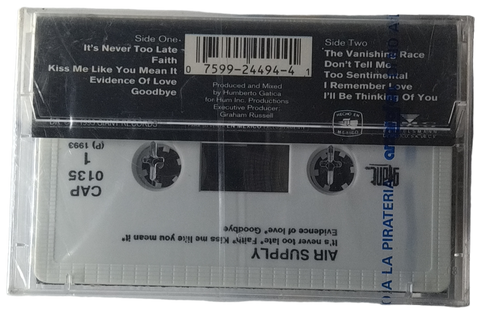 Side One
It's Never Too Late
Faith
Kiss Me Like You Mean It
Evidence Of Love
Goodbye
0 7599-24494-4 1
Produced and Mixed
by Humberto Gatica
for Hum Inc. Productions
Executive Producer:
Graham Russell
Side Two
The Vanishing Race
Don't Tell Me
Too Sentimental
I Remember Love
I'll Be Thinking Of You
HECHO EN
MEXICO
A LA PIRATERIA
giant
CAP
0135
1
(P) 1993
AIR SUPPLY
It's never too late* Faith* Kiss me like you mean it*
Evidence of love* Goodbye